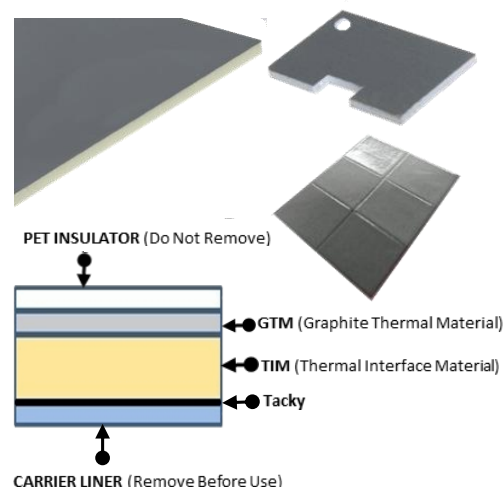 PET INSULATOR (Do Not Remove)
GTM (Graphite Thermal Material)
TIM (Thermal Interface Material)
Tacky
CARRIER LINER (Remove Before Use)